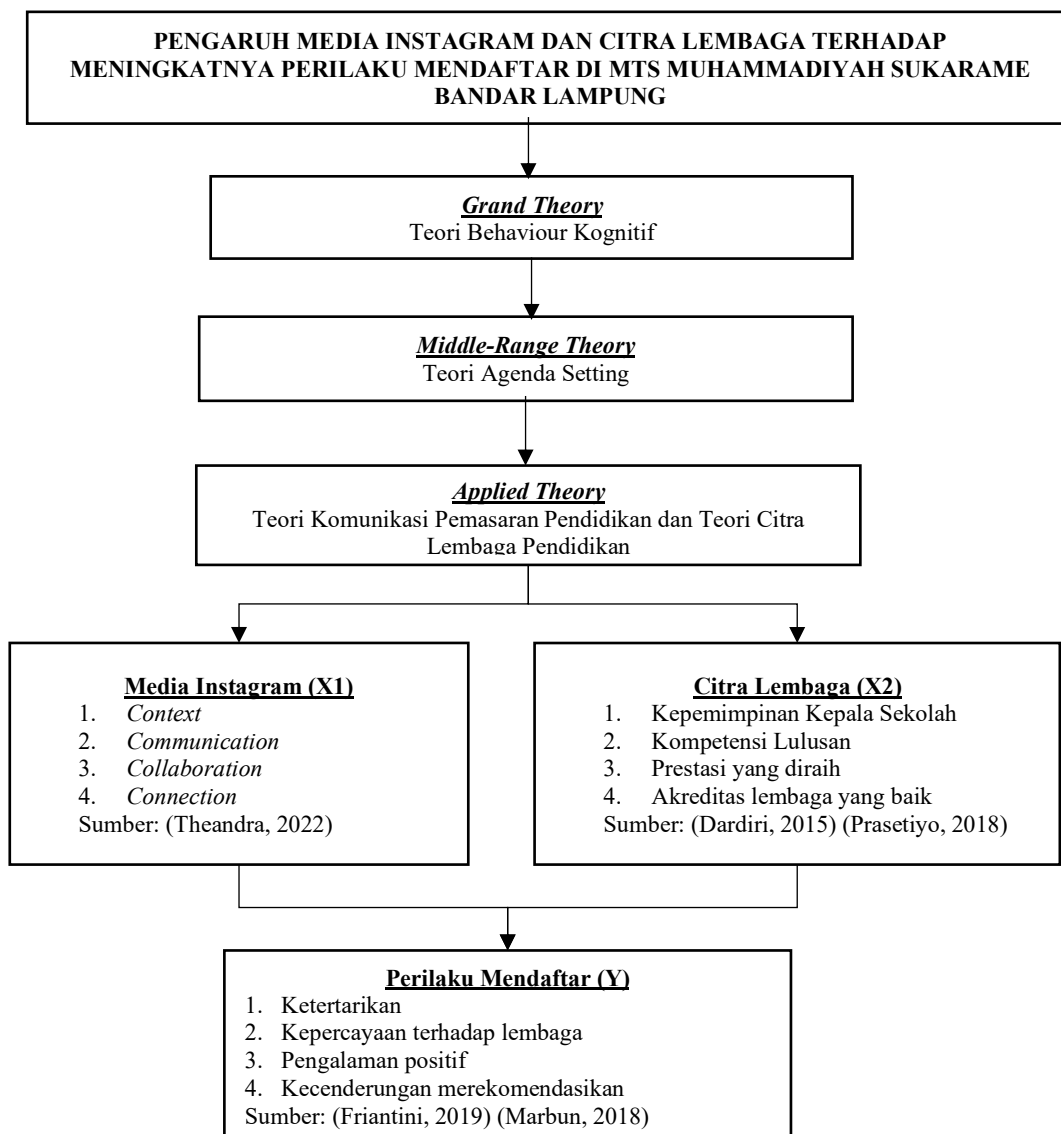 PENGARUH MEDIA INSTAGRAM DAN CITRA LEMBAGA TERHADAP
MENINGKATNYA PERILAKU MENDAFTAR DI MTS MUHAMMADIYAH SUKARAME
BANDAR LAMPUNG
Grand Theory
Teori Behaviour Kognitif
Middle-Range Theory
Teori Agenda Setting
Applied Theory
Teori Komunikasi Pemasaran Pendidikan dan Teori Citra
Lembaga Pendidikan
Media Instagram (X1)
1. Context
2. Communication
3. Collaboration
4. Connection
Sumber: (Theandra, 2022)
Citra Lembaga (X2)
1. Kepemimpinan Kepala Sekolah
2. Kompetensi Lulusan
3. Prestasi yang diraih
4. Akreditas lembaga yang baik
Sumber: (Dardiri, 2015) (Prasetiyo, 2018)
Perilaku Mendaftar (Y)
1. Ketertarikan
2. Kepercayaan terhadap lembaga
3. Pengalaman positif
4. Kecenderungan merekomendasikan
Sumber: (Friantini, 2019) (Marbun, 2018)